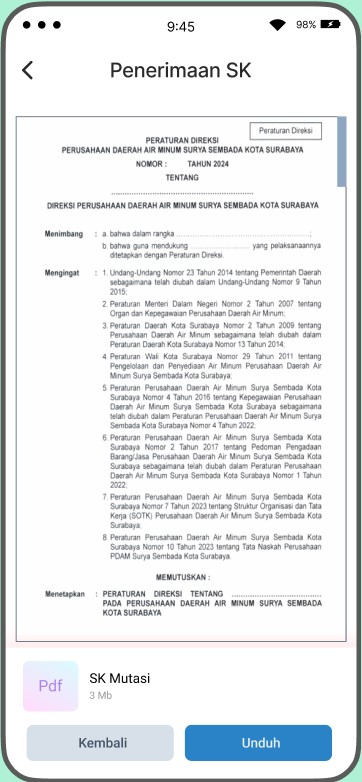 9:45
98%
Penerimaan SK
Peraturan Direksi
PERATURAN DIREKSI
PERUSAHAAN DAERAH AIR MINUM SURYA SEMBADA KOTA SURABAYA
NOMOR : TAHUN 2024
TENTANG
..........................................................
DIREKSI PERUSAHAAN DAERAH AIR MINUM SURYA SEMBADA KOTA SURABAYA
Menimbang : a. bahwa dalam rangka ..........................................................;
b. bahwa guna mendukung .......................... yang pelaksanaannya
ditetapkan dengan Peraturan Direksi.
Mengingat : 1. Undang-Undang Nomor 23 Tahun 2014 tentang Pemerintah Daerah
sebagaimana telah diubah dalam Undang-Undang Nomor 9 Tahun
2015;
2. Peraturan Menteri Dalam Negeri Nomor 2 Tahun 2007 tentang
Organ dan Kepegawaian Perusahaan Daerah Air Minum;
3. Peraturan Daerah Kota Surabaya Nomor 2 Tahun 2009 tentang
Perusahaan Daerah Air Minum sebagaimana telah diubah dalam
Peraturan Daerah Kota Surabaya Nomor 13 Tahun 2014;
4 Peraturan Wali Kota Surabaya Nomor 29 Tahun 2011 tentang
Pengelolaan dan Penyediaan Air Minum Perusahaan Daerah Air
Minum Surya Sembada Kota Surabaya;
5. Peraturan Perusahaan Daerah Air Minum Surya Sembada Kota
Surabaya Nomor 4 Tahun 2016 tentang Kepegawaian Perusahaan
Daerah Air Minum Surya Sembada Kota Surabaya sebagaimana
telah diubah dalam Peraturan Surabaya Nomor 4 Tahun 2022;
6. Peraturan Perusahaan Daerah Air Minum Surya Sembada Kota
Surabaya Nomor 2 Tahun 2017 tentang Pedoman Pengadaan
Barang/Jasa Perusahaan Daerah Air Minum Surya Sembada Kota
Surabaya sebagaimana telah diubah dalam Peraturan Perusahaan
Daerah Air Minum Surya Sembada Kota Surabaya Nomor 1 Tahun
2022;
7. Peraturan Perusahaan Daerah Air Minum Surya Sembada Kota
Surabaya Nomor 7 Tahun 2023 tentang Struktur Organisasi dan Tata
Kerja (SOTK) Perusahaan Daerah Air Minum Surya Sembada Kota
Surabaya;
8 Peraturan Perusahaan Daerah Air Minum Surya Sembada Kota
Surabaya Nomor 10 Tahun 2023 tentang Tata Naskah Perusahaan
PDAM Surya Sembada Kota Surabaya
MEMUTUSKAN :
Menetapkan : PERATURAN DIREKSI TENTANG ..............................
PADA PERUSAHAAN DAERAH AIR MINUM SURYA SEMBADA
KOTA SURABAYA
Pdf
SK Mutasi
3 Mb
Kembali
Unduh